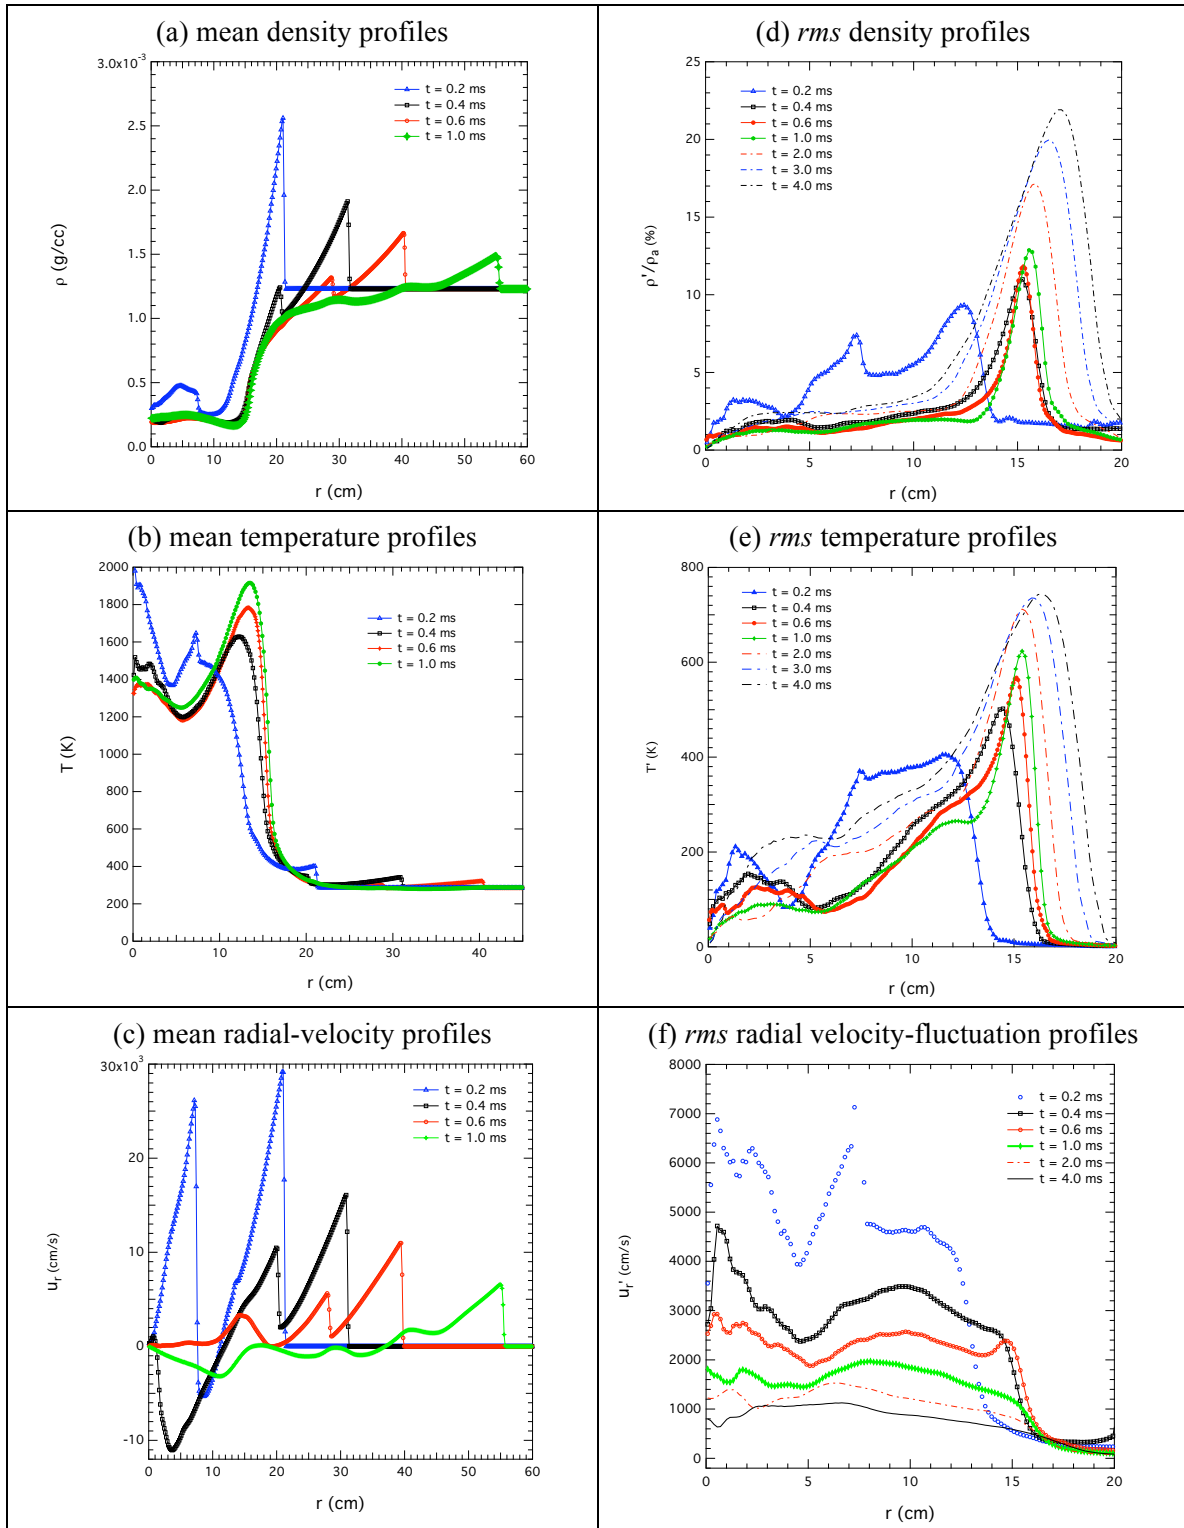 (a) mean density profiles
3.0x10⁻³
2.5
2.0
1.5
1.0
0.5
0.0
ρ (g/cc)
t = 0.2 ms
t = 0.4 ms
t = 0.6 ms
t = 1.0 ms
0 10 20 30 40 50 60
r (cm)
(d) rms density profiles
25
20
15
10
5
0
ρ'/ρa (%)
t = 0.2 ms
t = 0.4 ms
t = 0.6 ms
t = 1.0 ms
t = 2.0 ms
t = 3.0 ms
t = 4.0 ms
0 5 10 15 20
r (cm)
(b) mean temperature profiles
2000
1800
1600
1400
1200
1000
800
600
400
200
0
T (K)
t = 0.2 ms
t = 0.4 ms
t = 0.6 ms
t = 1.0 ms
0 10 20 30 40
r (cm)
(e) rms temperature profiles
800
600
400
200
0
T' (K)
t = 0.2 ms
t = 0.4 ms
t = 0.6 ms
t = 1.0 ms
t = 2.0 ms
t = 3.0 ms
t = 4.0 ms
0 5 10 15 20
r (cm)
(c) mean radial-velocity profiles
30x10³
20
10
0
-10
u_r (cm/s)
t = 0.2 ms
t = 0.4 ms
t = 0.6 ms
t = 1.0 ms
0 10 20 30 40 50 60
r (cm)
(f) rms radial velocity-fluctuation profiles
8000
7000
6000
5000
4000
3000
2000
1000
0
u_r' (cm/s)
t = 0.2 ms
t = 0.4 ms
t = 0.6 ms
t = 1.0 ms
t = 2.0 ms
t = 4.0 ms
0 5 10 15 20
r (cm)